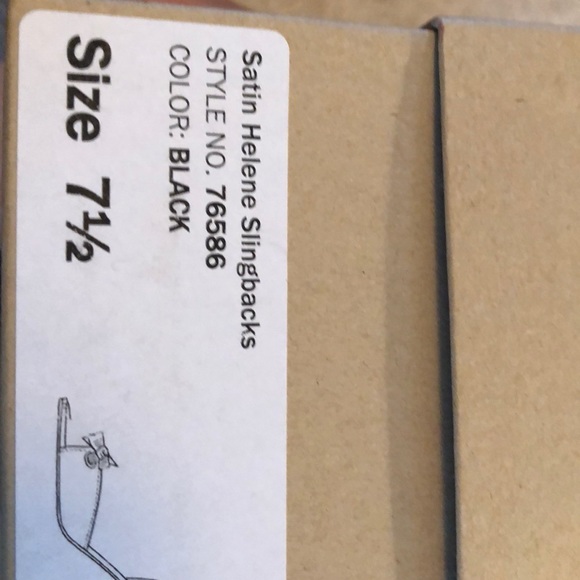 Satin Helene Slingbacks
STYLE NO. 76586
COLOR: BLACK
Size 7½